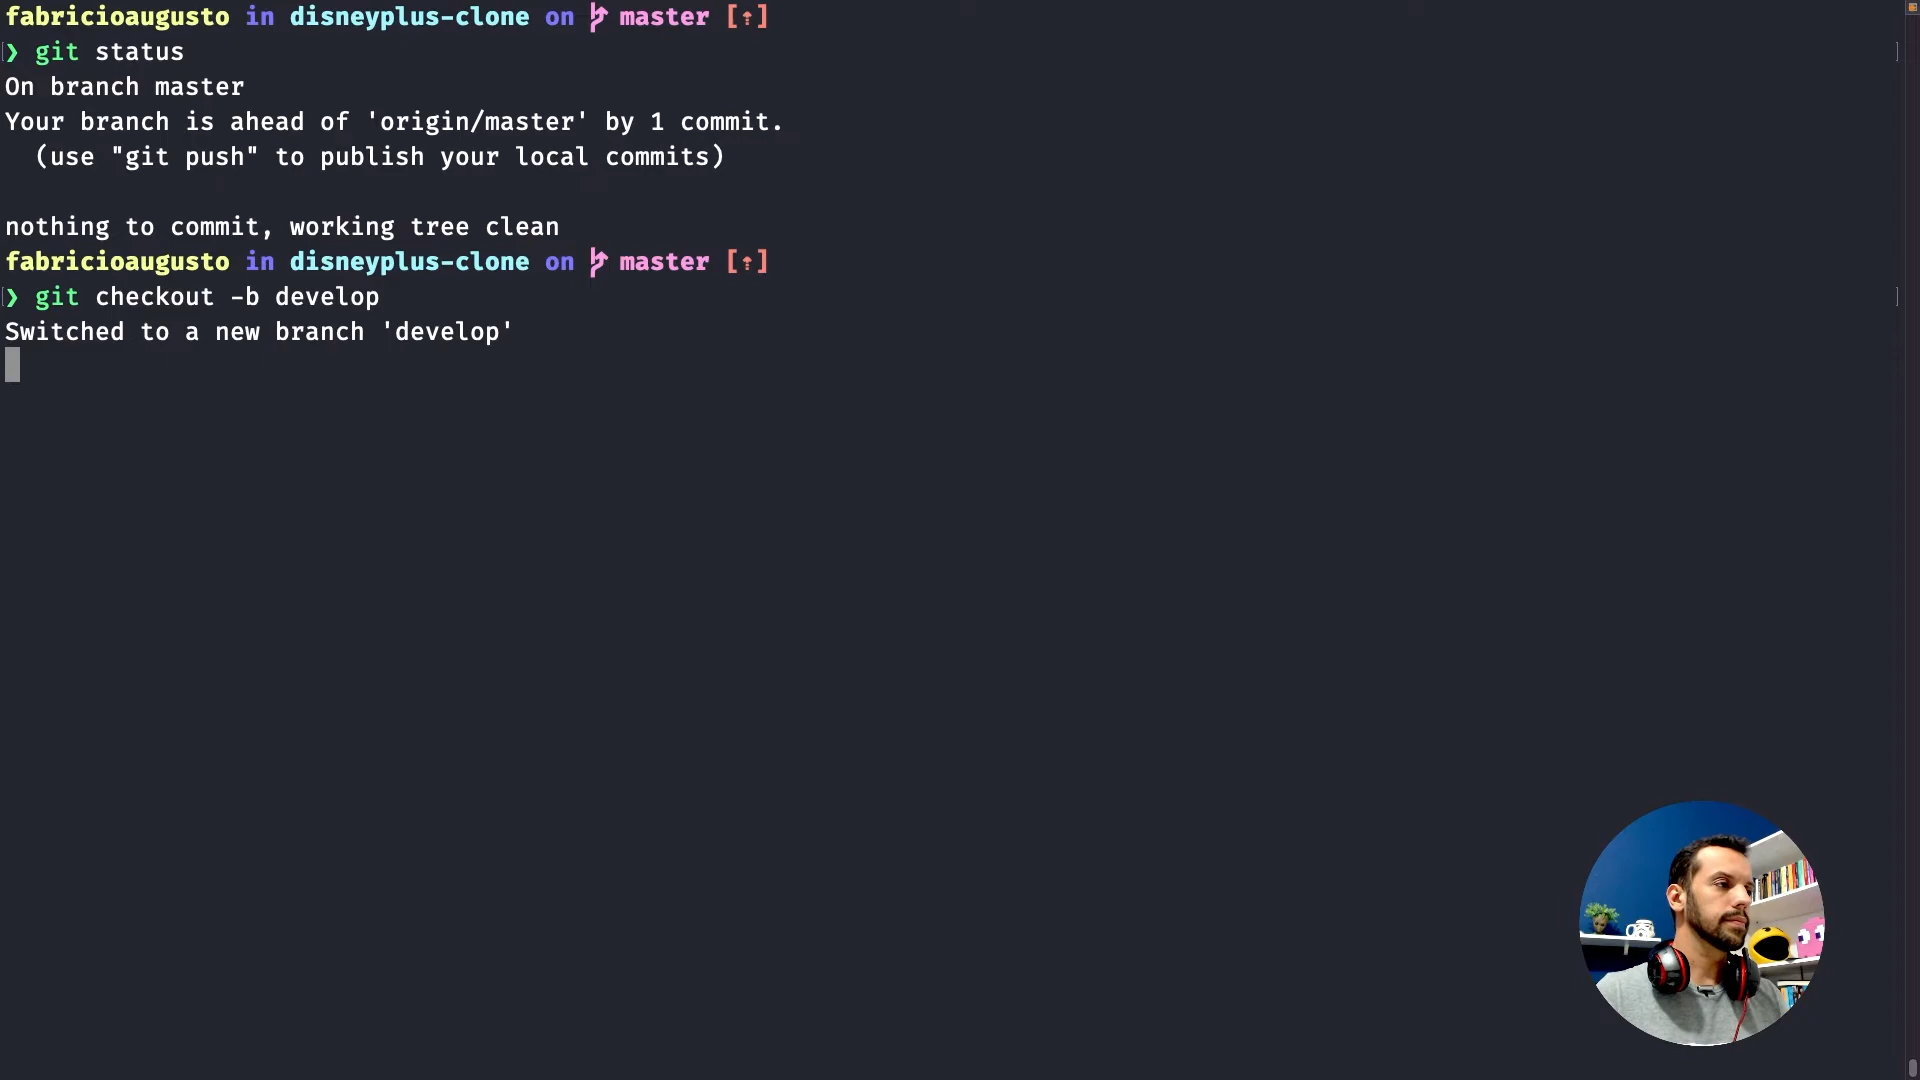 fabricioaugusto in disneyplus-clone on master [⇡]
❯ git status
On branch master
Your branch is ahead of 'origin/master' by 1 commit.
(use "git push" to publish your local commits)
nothing to commit, working tree clean
fabricioaugusto in disneyplus-clone on master [⇡]
❯ git checkout -b develop
Switched to a new branch 'develop'